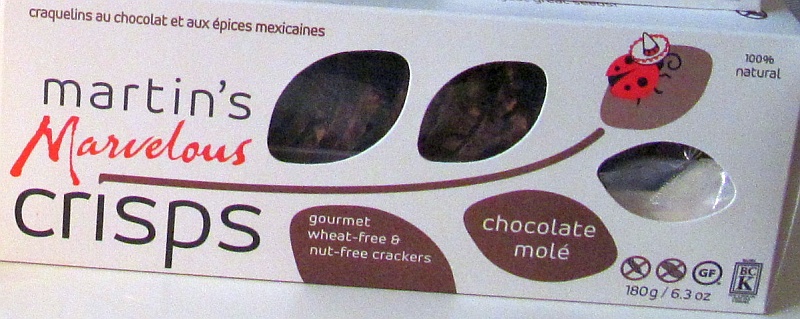 craquelins au chocolat et aux épices mexicaines
100%
natural
martin's
Marvelous
crisps
gourmet
wheat-free &
nut-free crackers
chocolate
molé
GF
BC
K
180g / 6.3 oz